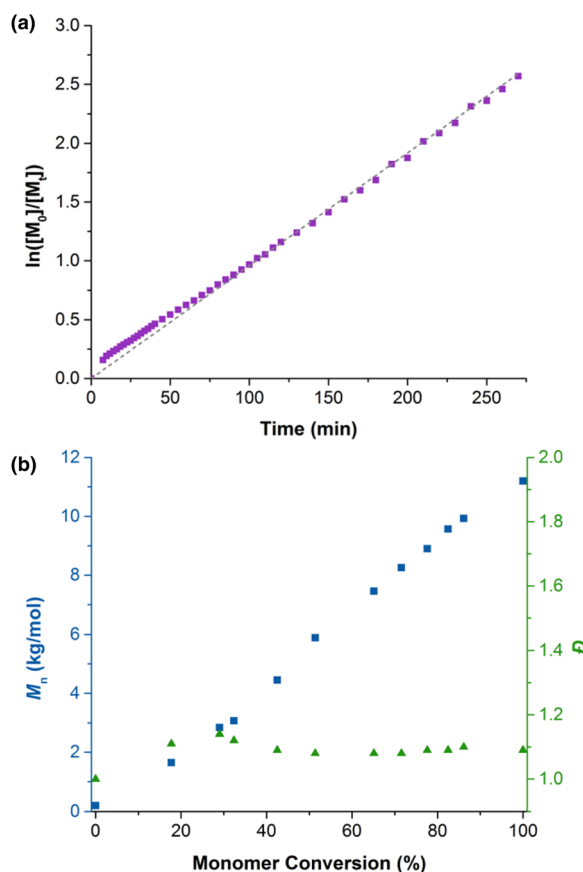 (a)
3.0
2.5
2.0
1.5
1.0
0.5
0.0
ln([M₀]/[Mₜ])
0 50 100 150 200 250
Time (min)
(b)
12
10
8
6
4
2
0
Mₙ (kg/mol)
2.0
1.8
1.6
1.4
1.2
1.0
Đ
0 20 40 60 80 100
Monomer Conversion (%)